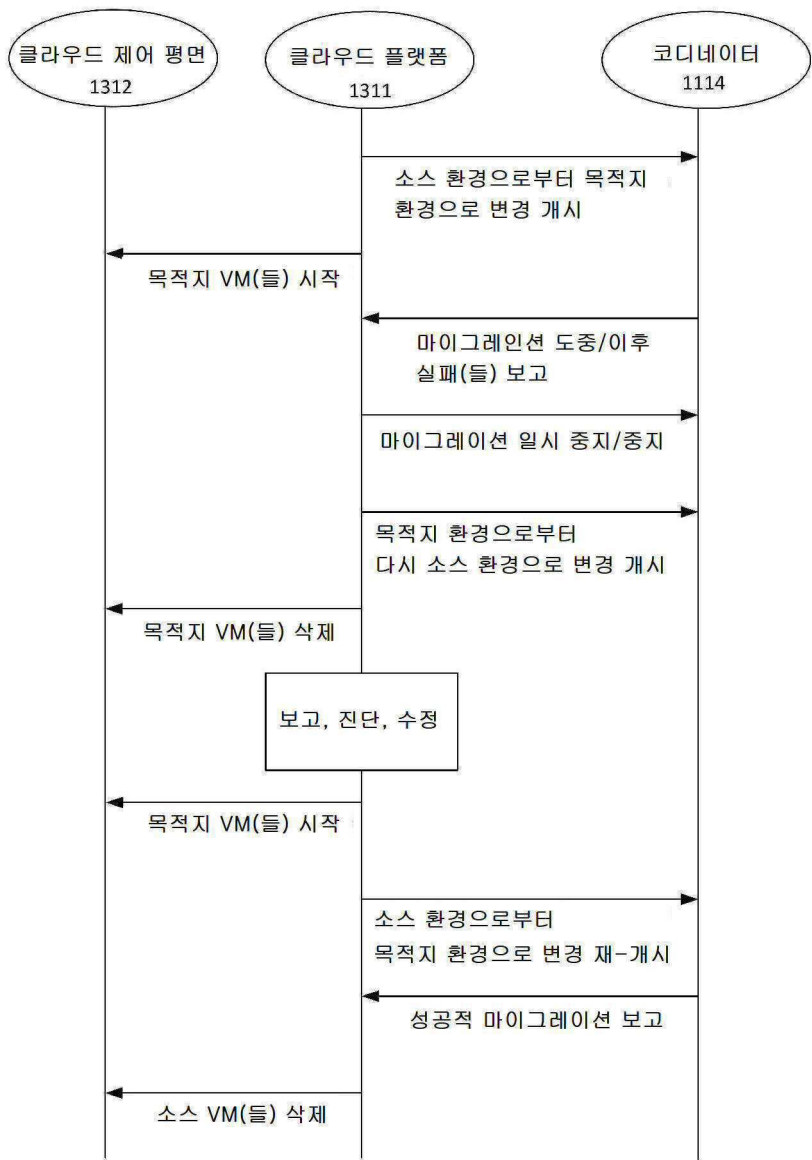 클라우드 제어 평면
1312
클라우드 플랫폼
1311
코디네이터
1114
소스 환경으로부터 목적지
환경으로 변경 개시
목적지 VM(들) 시작
마이그레인션 도중/이후
실패(들) 보고
마이그레이션 일시 중지/중지
목적지 환경으로부터
다시 소스 환경으로 변경 개시
목적지 VM(들) 삭제
보고, 진단, 수정
목적지 VM(들) 시작
소스 환경으로부터
목적지 환경으로 변경 재-개시
성공적 마이그레이션 보고
소스 VM(들) 삭제